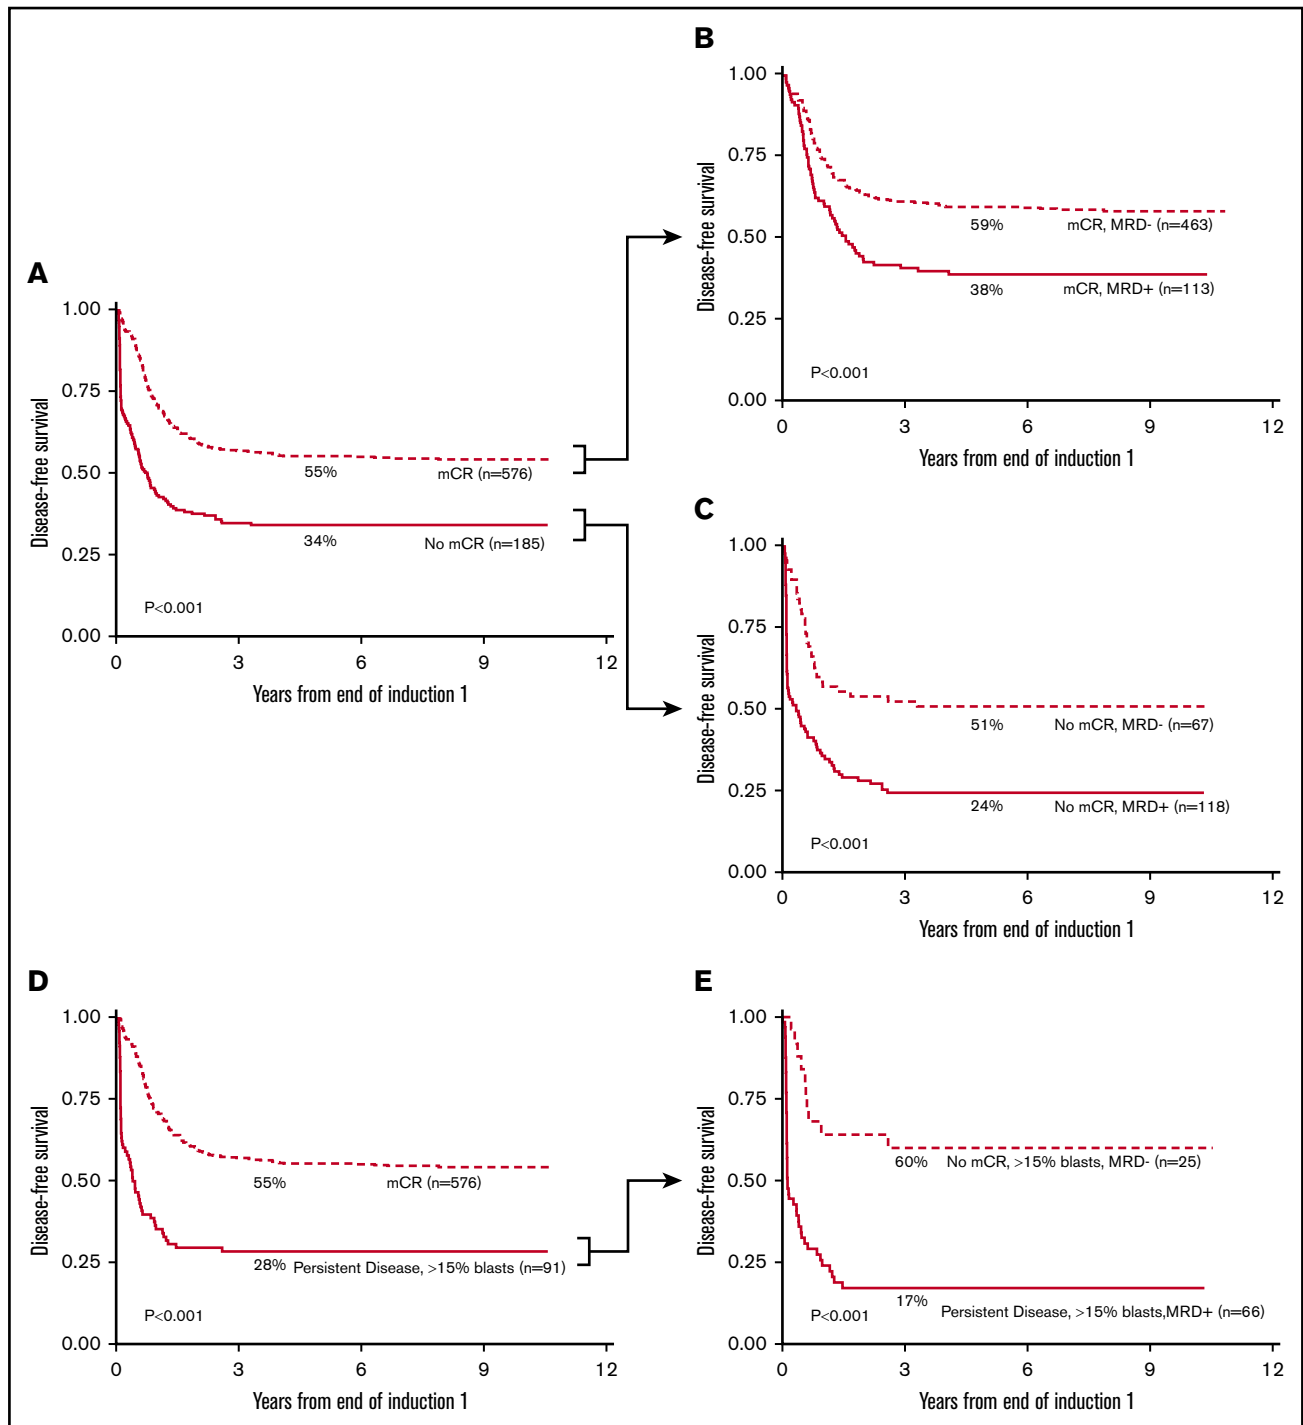 A
1.00
0.75
0.50
0.25
0.00
Disease-free survival
55%
mCR (n=576)
34%
No mCR (n=185)
P<0.001
0 3 6 9 12
Years from end of induction 1
B
1.00
0.75
0.50
0.25
0.00
Disease-free survival
59%
mCR, MRD- (n=463)
38%
mCR, MRD+ (n=113)
P<0.001
0 3 6 9 12
Years from end of induction 1
C
1.00
0.75
0.50
0.25
0.00
Disease-free survival
51%
No mCR, MRD- (n=67)
24%
No mCR, MRD+ (n=118)
P<0.001
0 3 6 9 12
Years from end of induction 1
D
1.00
0.75
0.50
0.25
0.00
Disease-free survival
55%
mCR (n=576)
28%
Persistent Disease, >15% blasts (n=91)
P<0.001
0 3 6 9 12
Years from end of induction 1
E
1.00
0.75
0.50
0.25
0.00
Disease-free survival
60%
No mCR, >15% blasts, MRD- (n=25)
17%
Persistent Disease, >15% blasts,MRD+ (n=66)
P<0.001
0 3 6 9 12
Years from end of induction 1